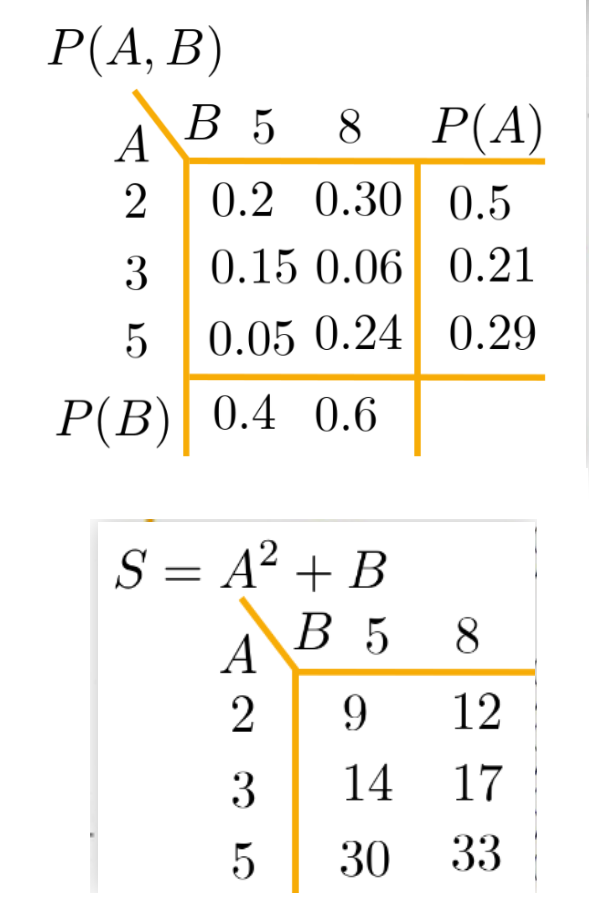 P(A, B)
B 5 8 P(A)
A
2 0.2 0.30 0.5
3 0.15 0.06 0.21
5 0.05 0.24 0.29
P(B) 0.4 0.6
S = A² + B
B 5 8
A
2 9 12
3 14 17
5 30 33